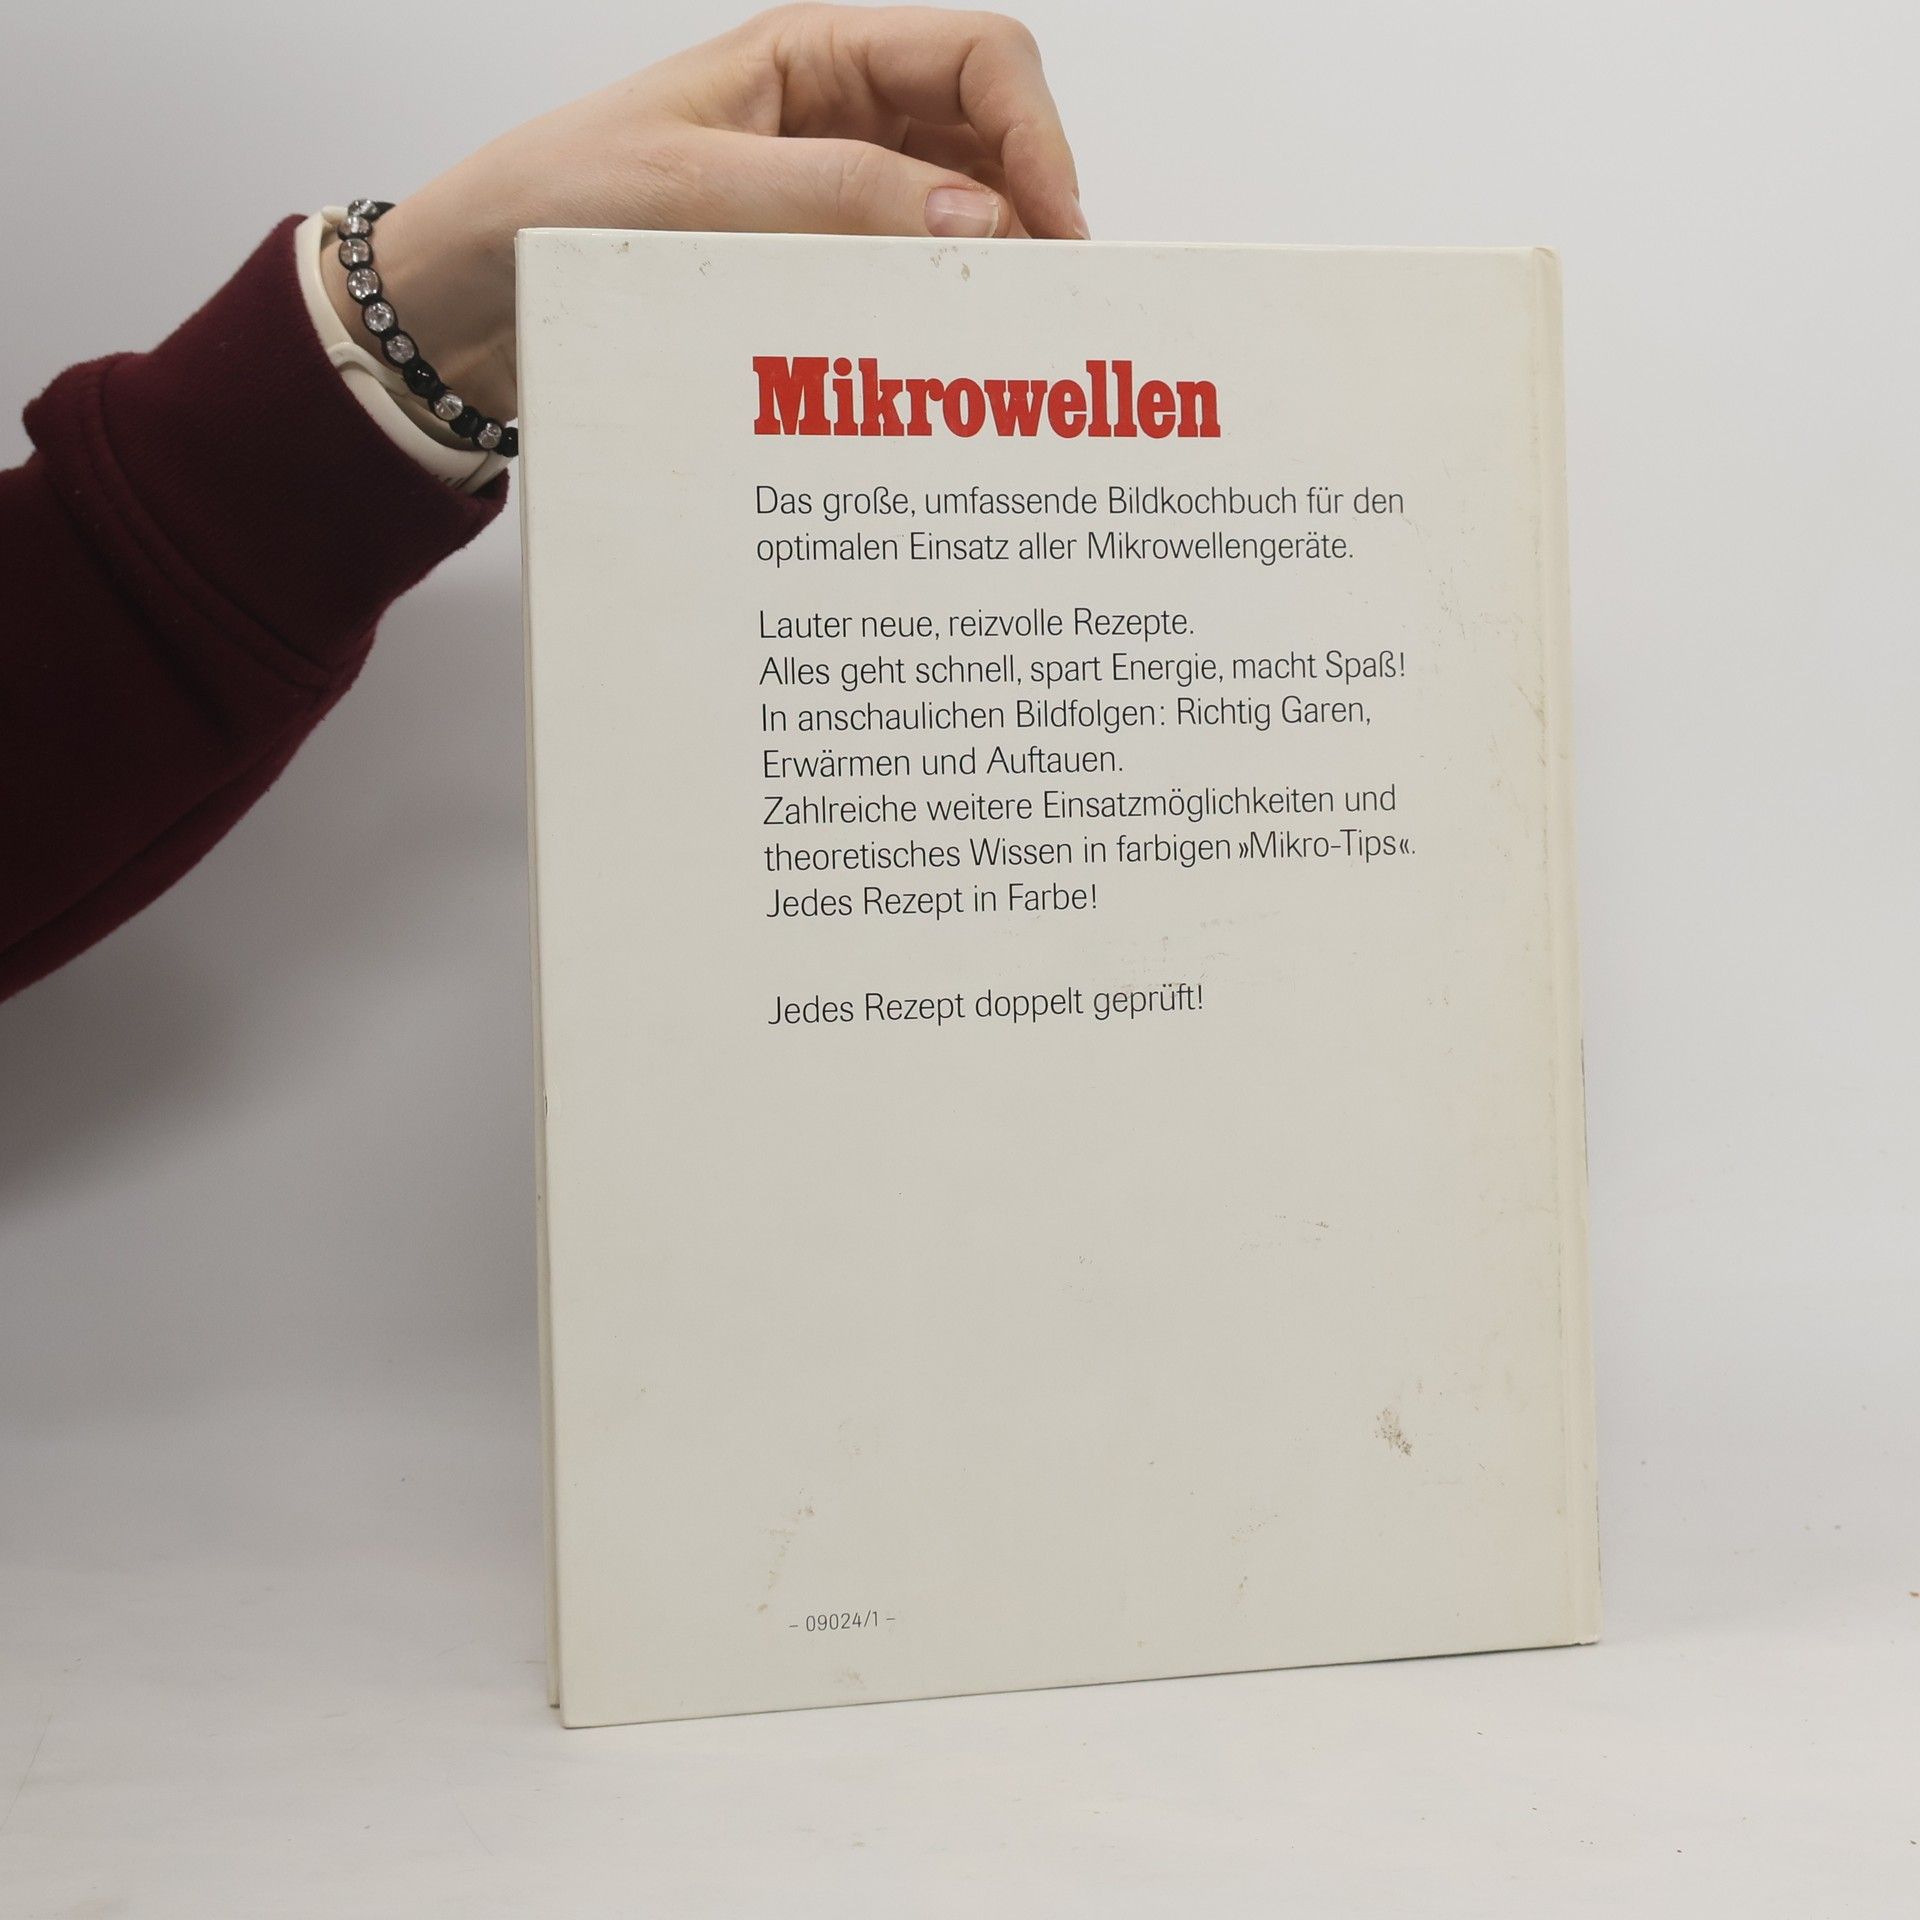 Mikrowellen
Das große, umfassende Bildkochbuch für den
optimalen Einsatz aller Mikrowellengeräte.
Lauter neue, reizvolle Rezepte.
Alles geht schnell, spart Energie, macht Spaß!
In anschaulichen Bildfolgen: Richtig Garen,
Erwärmen und Auftauen.
Zahlreiche weitere Einsatzmöglichkeiten und
theoretisches Wissen in farbigen »Mikro-Tips«.
Jedes Rezept in Farbe!
Jedes Rezept doppelt geprüft!
– 09024/1 –